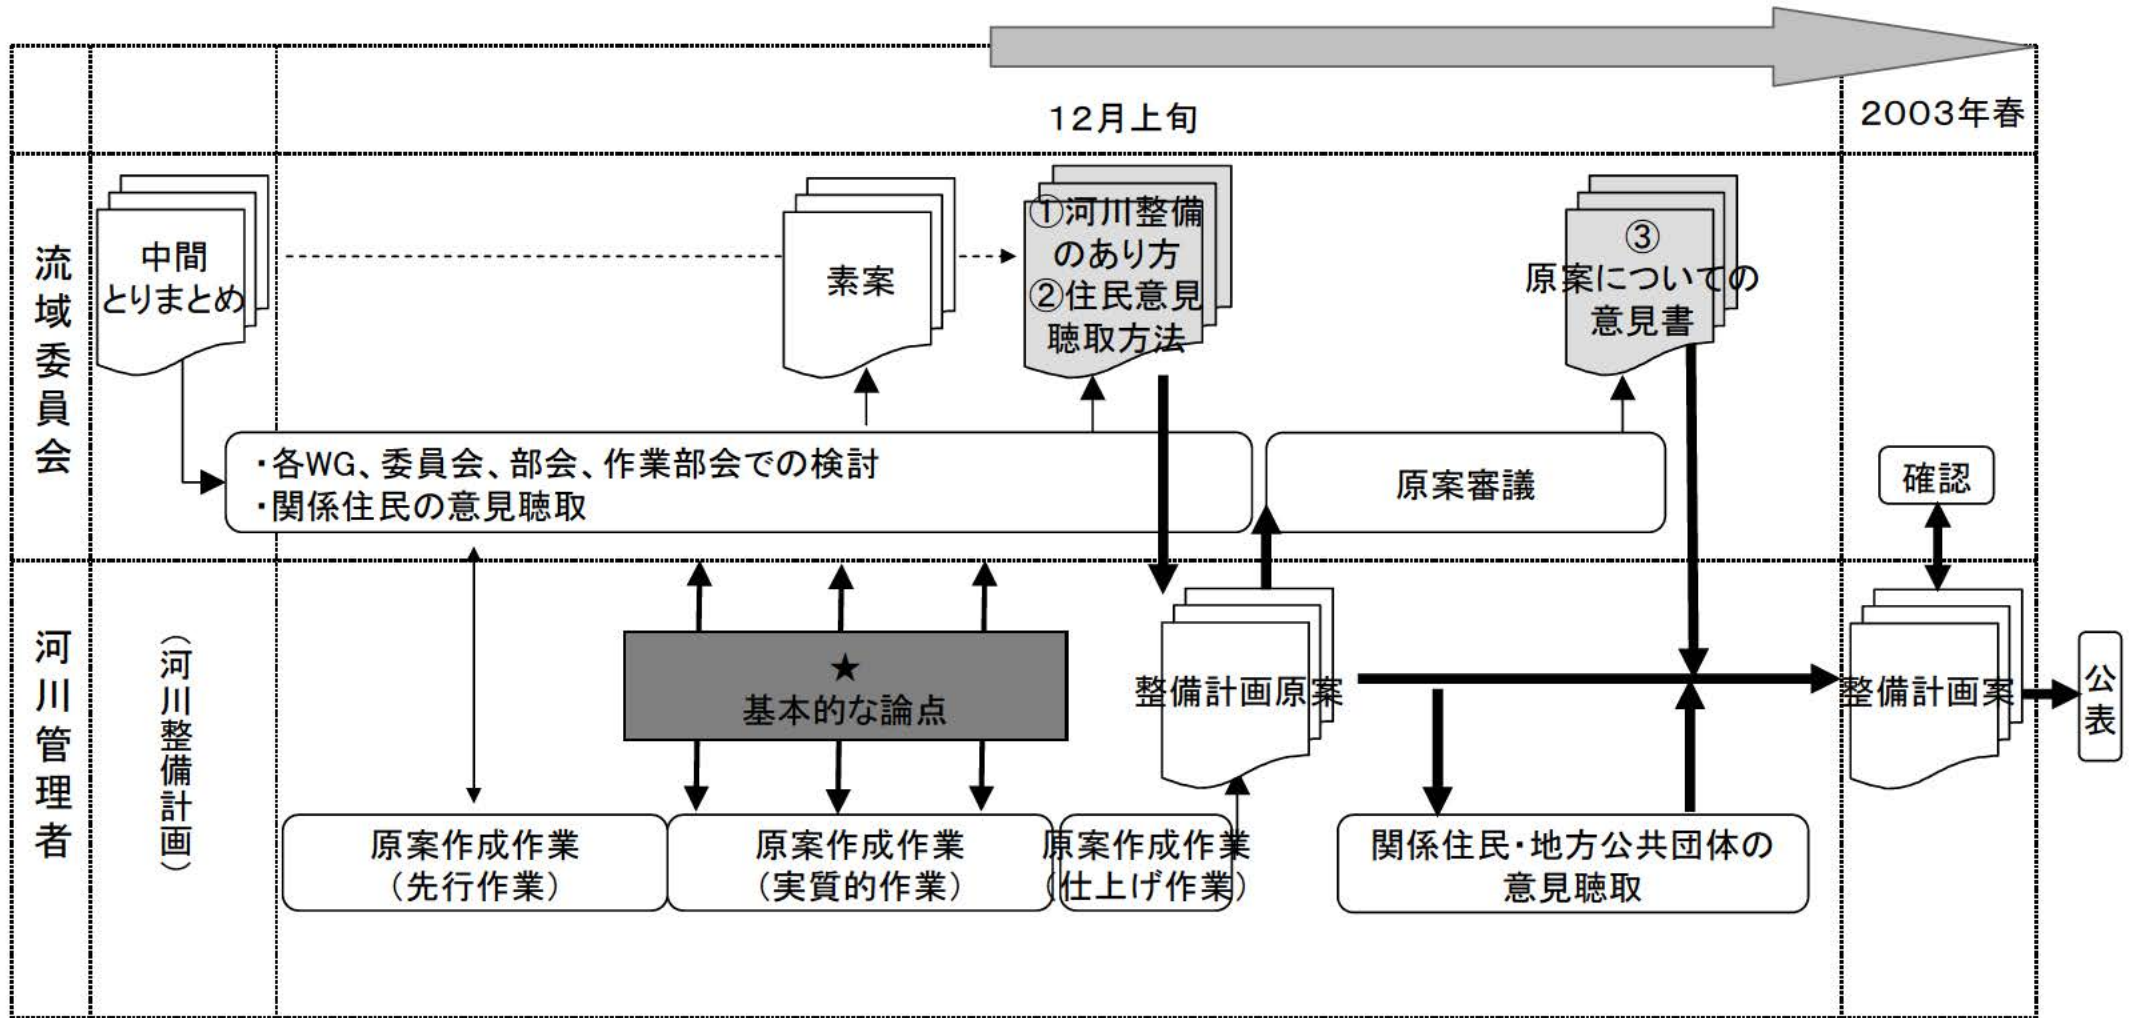 12月上旬
2003年春
流域委員会
中間
とりまとめ
素案
①河川整備
のあり方
②住民意見
聴取方法
③
原案についての
意見書
・各WG、委員会、部会、作業部会での検討
・関係住民の意見聴取
原案審議
確認
河川管理者
（河川整備計画）
★
基本的な論点
整備計画原案
整備計画案
公表
原案作成作業
（先行作業）
原案作成作業
（実質的作業）
原案作成作業
（仕上げ作業）
関係住民・地方公共団体の
意見聴取